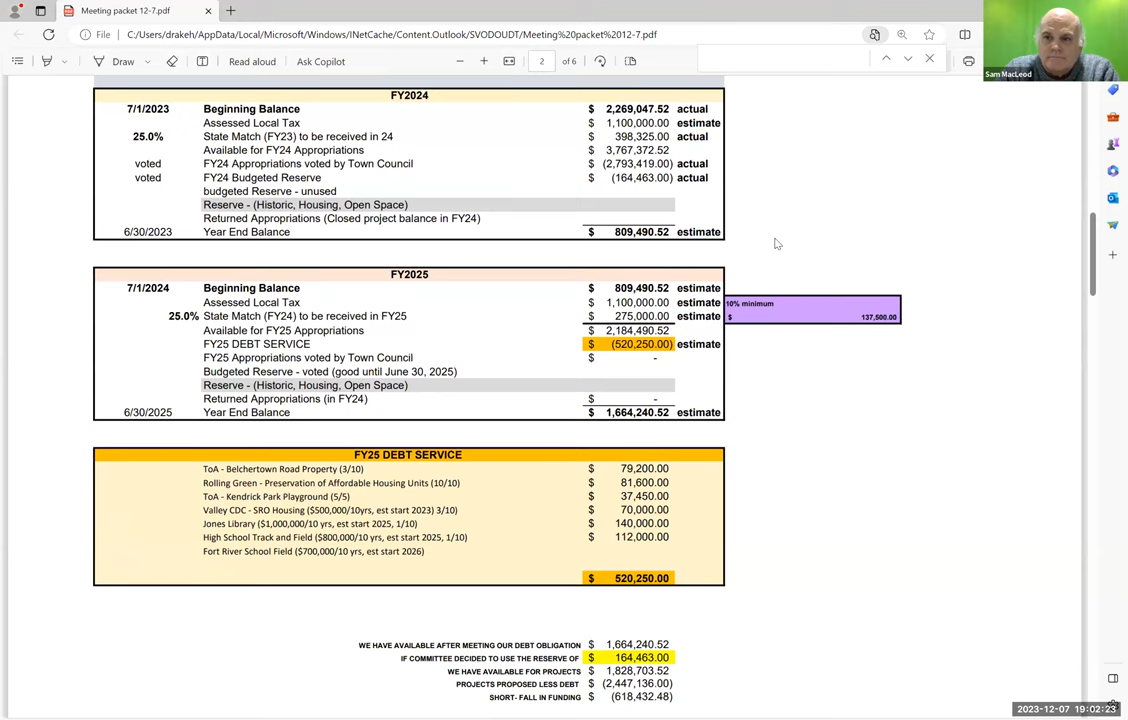 Meeting packet 12-7.pdf
File C:/Users/drakeh/AppData/Local/Microsoft/Windows/INetCache/Content.Outlook/SVODOUDT/Meeting%20packet%2012-7.pdf
Draw Read aloud Ask Copilot 2 of 6
Sam MacLeod
FY2024
7/1/2023 Beginning Balance $ 2,269,047.52 actual
Assessed Local Tax $ 1,100,000.00 estimate
25.0% State Match (FY23) to be received in 24 $ 398,325.00 actual
Available for FY24 Appropriations $ 3,767,372.52
voted FY24 Appropriations voted by Town Council $ (2,793,419.00) actual
voted FY24 Budgeted Reserve $ (164,463.00) actual
budgeted Reserve - unused
Reserve - (Historic, Housing, Open Space)
Returned Appropriations (Closed project balance in FY24)
6/30/2023 Year End Balance $ 809,490.52 estimate
FY2025
7/1/2024 Beginning Balance $ 809,490.52 estimate
Assessed Local Tax $ 1,100,000.00 estimate 10% minimum
25.0% State Match (FY24) to be received in FY25 $ 275,000.00 estimate $ 137,500.00
Available for FY25 Appropriations $ 2,184,490.52
FY25 DEBT SERVICE $ (520,250.00) estimate
FY25 Appropriations voted by Town Council $ -
Budgeted Reserve - voted (good until June 30, 2025)
Reserve - (Historic, Housing, Open Space)
Returned Appropriations (in FY24) $ -
6/30/2025 Year End Balance $ 1,664,240.52 estimate
FY25 DEBT SERVICE
ToA - Belchertown Road Property (3/10) $ 79,200.00
Rolling Green - Preservation of Affordable Housing Units (10/10) $ 81,600.00
ToA - Kendrick Park Playground (5/5) $ 37,450.00
Valley CDC - SRO Housing ($500,000/10yrs, est start 2023) 3/10) $ 70,000.00
Jones Library ($1,000,000/10 yrs, est start 2025, 1/10) $ 140,000.00
High School Track and Field ($800,000/10 yrs, est start 2025, 1/10) $ 112,000.00
Fort River School Field ($700,000/10 yrs, est start 2026)
$ 520,250.00
WE HAVE AVAILABLE AFTER MEETING OUR DEBT OBLIGATION $ 1,664,240.52
IF COMMITTEE DECIDED TO USE THE RESERVE OF $ 164,463.00
WE HAVE AVAILABLE FOR PROJECTS $ 1,828,703.52
PROJECTS PROPOSED LESS DEBT $ (2,447,136.00)
SHORT- FALL IN FUNDING $ (618,432.48)
2023-12-07 19:02:23